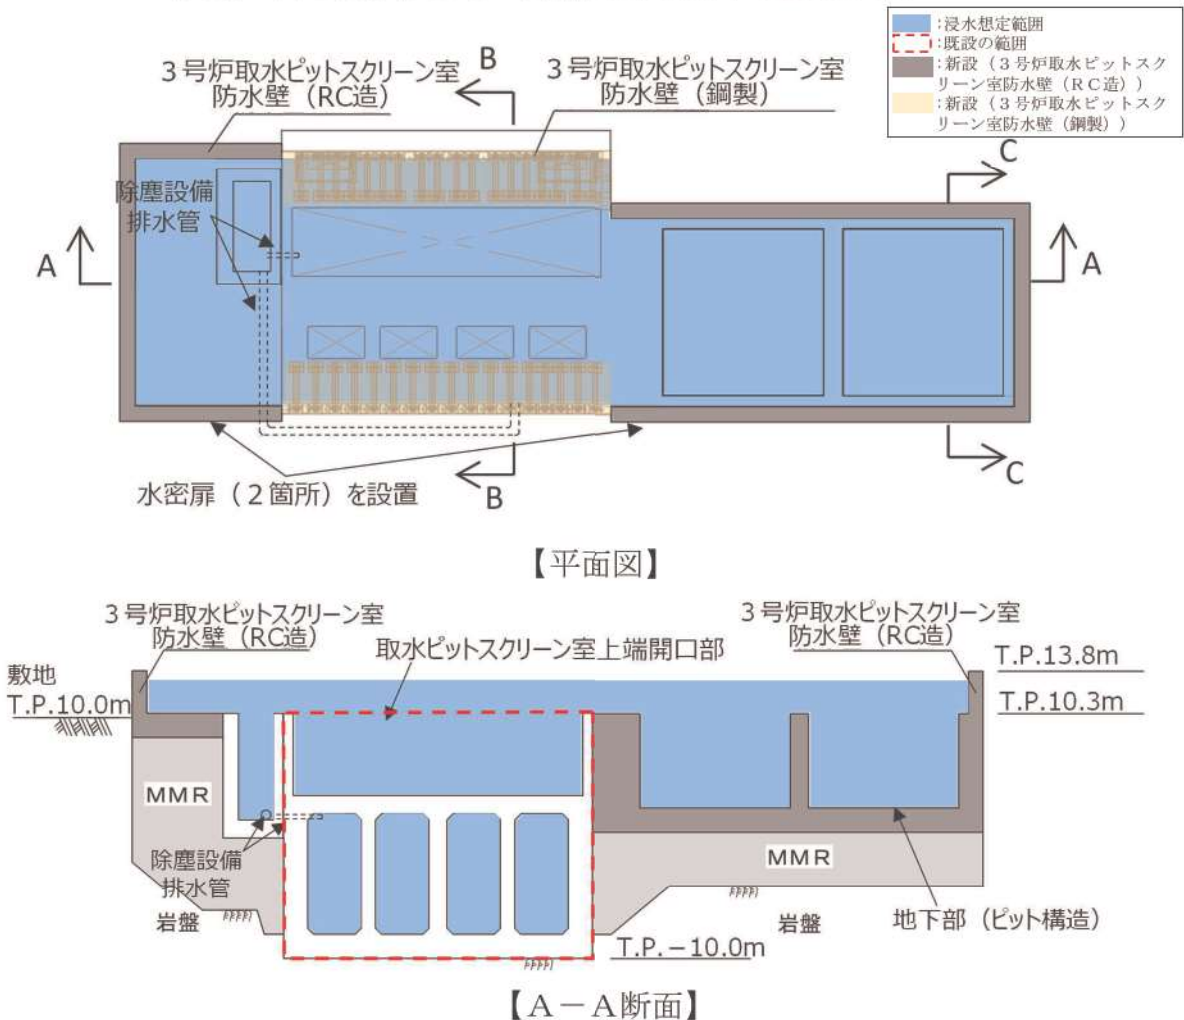 :浸水想定範囲
:既設の範囲
:新設（３号炉取水ピットスク
リーン室防水壁（ＲＣ造））
:新設（３号炉取水ピットスク
リーン室防水壁（鋼製））
３号炉取水ピットスクリーン室
防水壁（RC造）
B
３号炉取水ピットスクリーン室
防水壁（鋼製）
C
除塵設備
排水管
A
A
水密扉（２箇所）を設置
B
C
【平面図】
３号炉取水ピットスクリーン室
防水壁（RC造）
取水ピットスクリーン室上端開口部
３号炉取水ピットスクリーン室
防水壁（RC造）
敷地
T.P.10.0m
T.P.13.8m
T.P.10.3m
MMR
除塵設備
排水管
岩盤
MMR
岩盤
地下部（ピット構造）
T.P.－10.0m
【Ａ－Ａ断面】